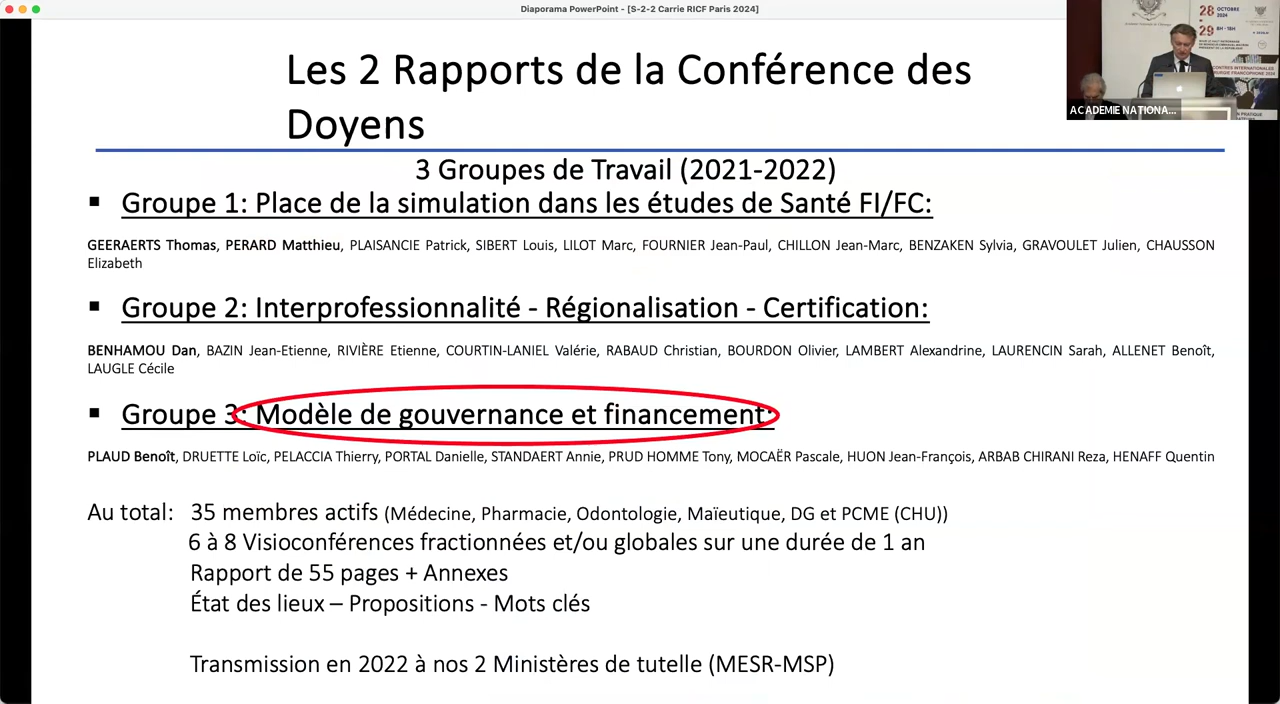 Diaporama PowerPoint - [S-2-2 Carrie RICF Paris 2024]
28 OCTOBRE
2024
29 8H - 18H
ACADEMIE NATIONA...
Les 2 Rapports de la Conférence des
Doyens
3 Groupes de Travail (2021-2022)
▪ Groupe 1: Place de la simulation dans les études de Santé FI/FC:
GEERAERTS Thomas, PERARD Matthieu, PLAISANCIE Patrick, SIBERT Louis, LILOT Marc, FOURNIER Jean-Paul, CHILLON Jean-Marc, BENZAKEN Sylvia, GRAVOULET Julien, CHAUSSON
Elizabeth
▪ Groupe 2: Interprofessionnalité - Régionalisation - Certification:
BENHAMOU Dan, BAZIN Jean-Etienne, RIVIÈRE Etienne, COURTIN-LANIEL Valérie, RABAUD Christian, BOURDON Olivier, LAMBERT Alexandrine, LAURENCIN Sarah, ALLENET Benoît,
LAUGLE Cécile
▪ Groupe 3: Modèle de gouvernance et financement:
PLAUD Benoît, DRUETTE Loïc, PELACCIA Thierry, PORTAL Danielle, STANDAERT Annie, PRUD HOMME Tony, MOCAËR Pascale, HUON Jean-François, ARBAB CHIRANI Reza, HENAFF Quentin
Au total: 35 membres actifs (Médecine, Pharmacie, Odontologie, Maïeutique, DG et PCME (CHU))
6 à 8 Visioconférences fractionnées et/ou globales sur une durée de 1 an
Rapport de 55 pages + Annexes
État des lieux – Propositions - Mots clés
Transmission en 2022 à nos 2 Ministères de tutelle (MESR-MSP)